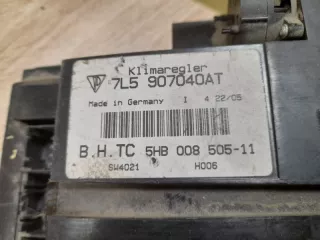 Klimaregler
7L5 907040AT
Made in Germany I 4 22/05
B.H.TC 5HB 008 505-11
SW4021 H006